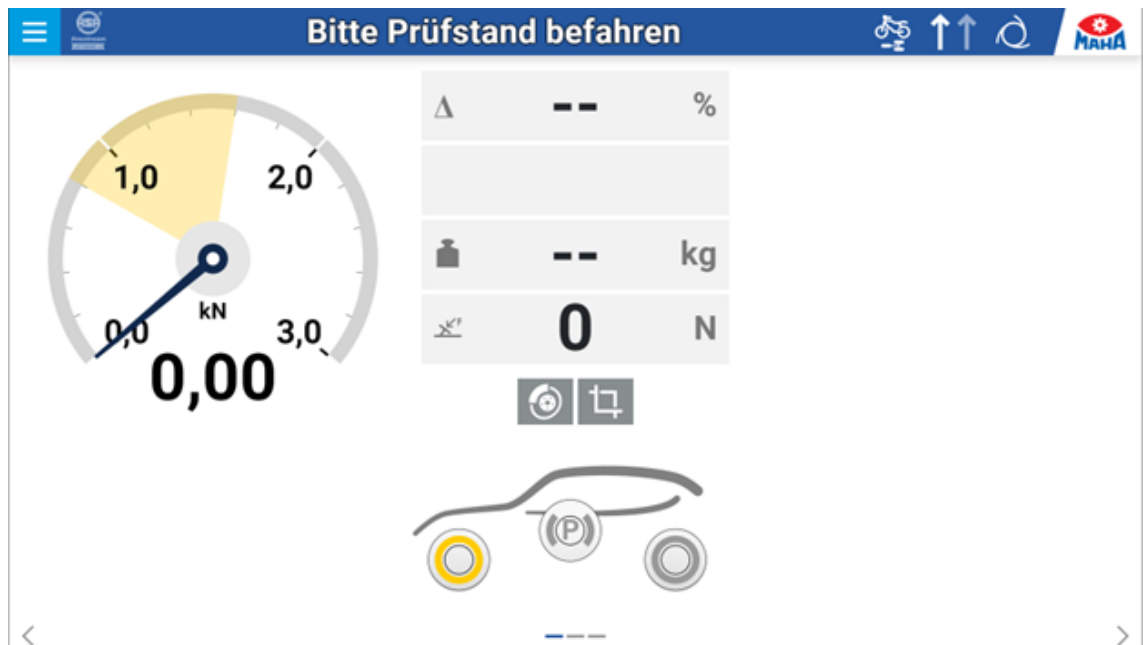 Bitte Prüfstand befahren
MAHA
Δ -- %
1,0 2,0
-- kg
kN
0,0 3,0
0 N
0,00
P